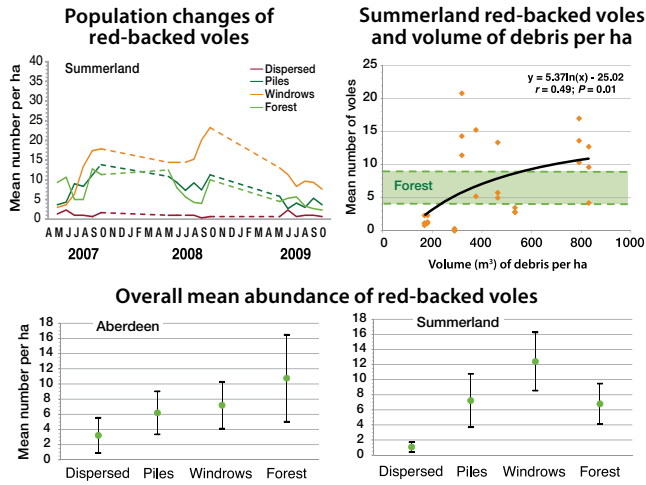 Population changes of
red-backed voles
Mean number per ha
40
35
30
25
20
15
10
5
0
Summerland
Dispersed
Piles
Windrows
Forest
A M J J A S O N D J F M A M J J A S O N D J F M A M J J A S O
2007 2008 2009
Summerland red-backed voles
and volume of debris per ha
Mean number of voles
25
20
15
10
5
0
y = 5.37ln(x) - 25.02
r = 0.49; P = 0.01
Forest
0 200 400 600 800 1000
Volume (m³) of debris per ha
Overall mean abundance of red-backed voles
Mean number per ha
18
16
14
12
10
8
6
4
2
0
Aberdeen
Dispersed Piles Windrows Forest
18
16
14
12
10
8
6
4
2
0
Summerland
Dispersed Piles Windrows Forest